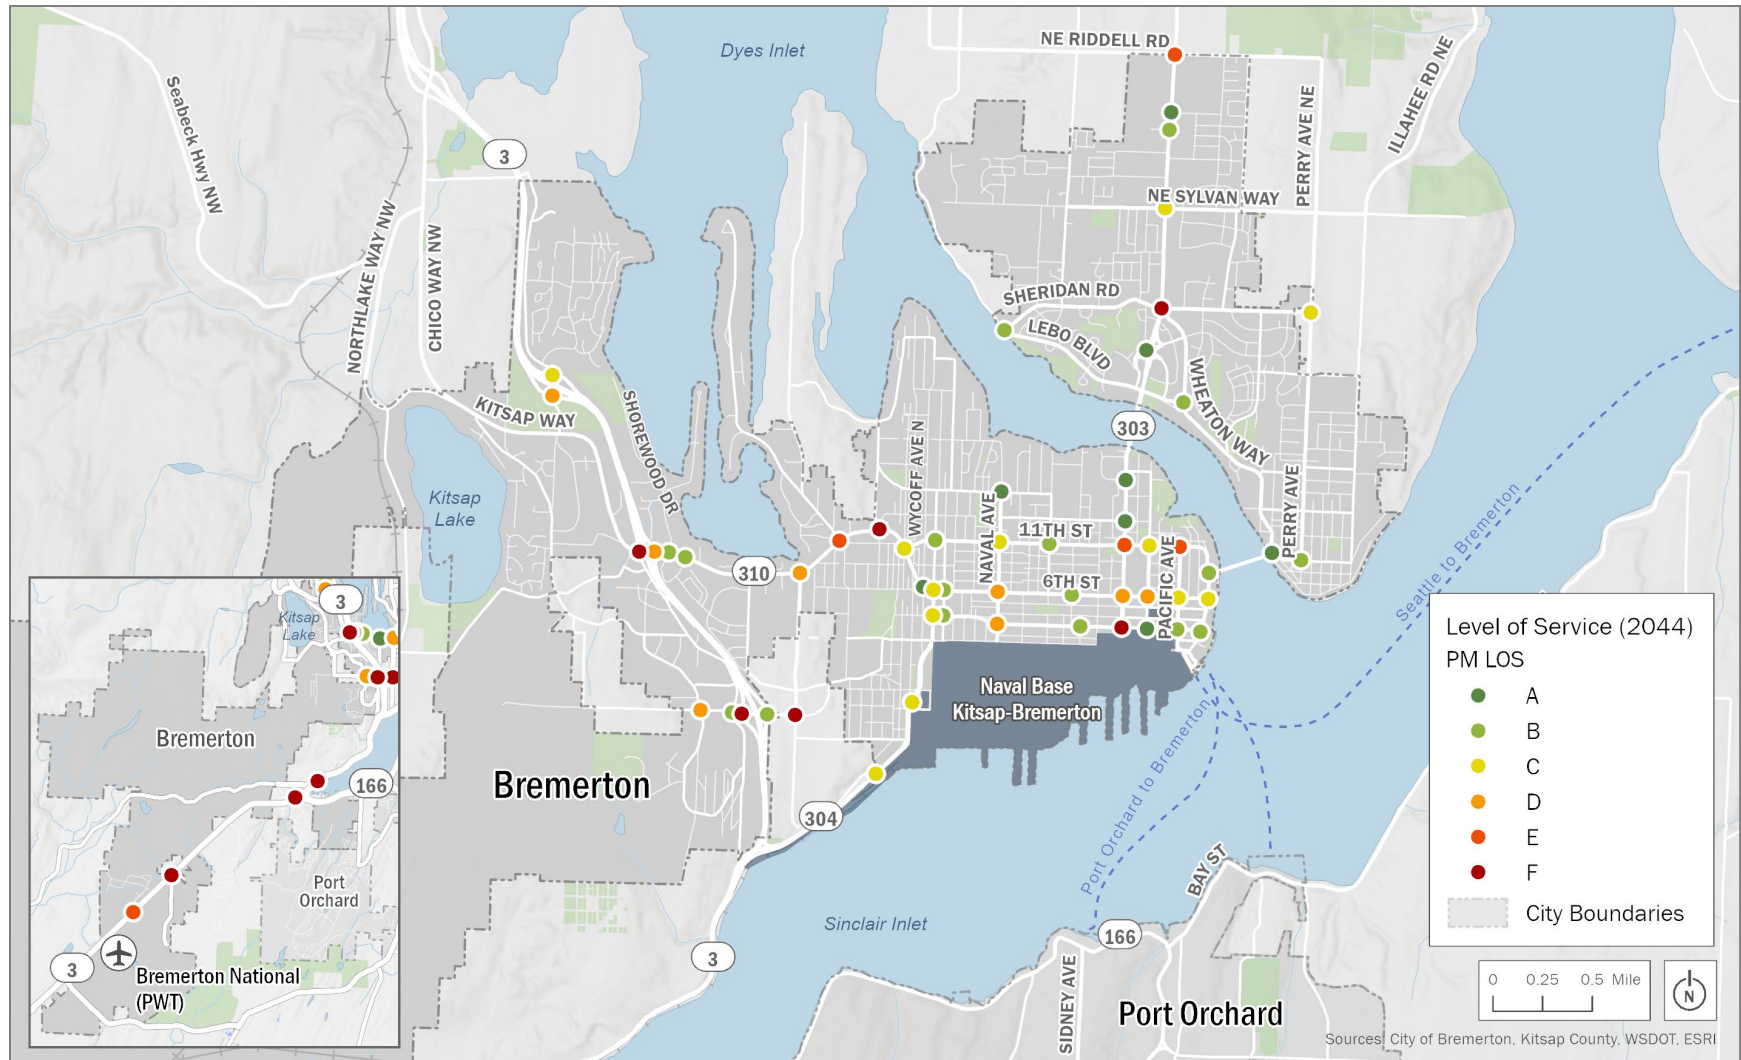 Dyes Inlet
NE RIDDELL RD
ILLAHEE RD NE
Seabeck Hwy NW
3
PERRY AVE NE
NE SYLVAN WAY
NORTHLAKE WAY NW
CHICO WAY NW
SHERIDAN RD
LEBO BLVD
KITSAP WAY
SHOREWOOD DR
WHEATON WAY
303
WYCOFF AVE N
Kitsap
Lake
NAVAL AVE
11TH ST
PERRY AVE
310
6TH ST
PACIFIC AVE
Seattle to Bremerton
Naval Base
Kitsap-Bremerton
Port Orchard to Bremerton
Bremerton
304
BAY ST
Sinclair Inlet
166
3
SIDNEY AVE
Port Orchard
3
Kitsap
Lake
Bremerton
166
Port
Orchard
3
Bremerton National
(PWT)
Level of Service (2044)
PM LOS
A
B
C
D
E
F
City Boundaries
0 0.25 0.5 Mile
N
Sources: City of Bremerton, Kitsap County, WSDOT, ESRI